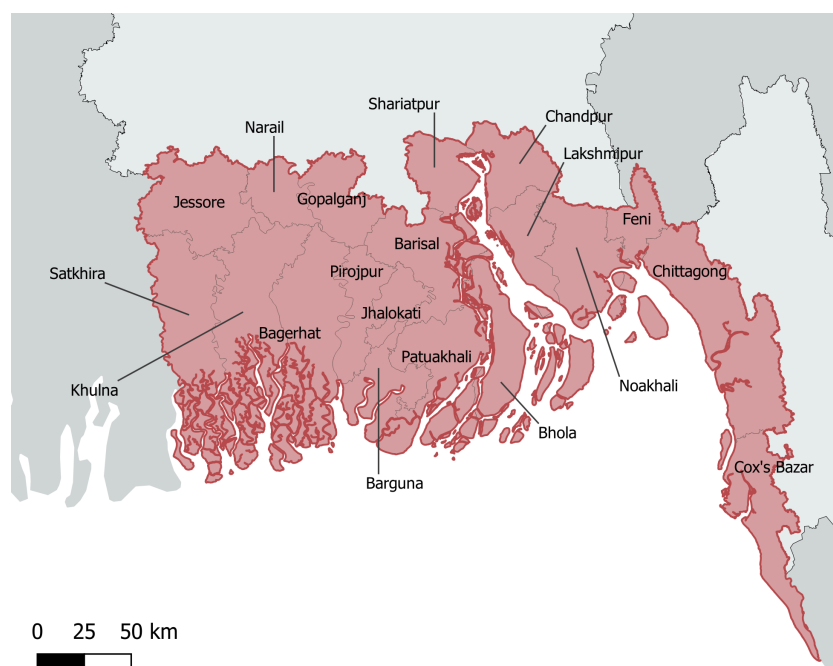 Shariatpur
Chandpur
Narail
Lakshmipur
Jessore
Gopalganj
Feni
Barisal
Satkhira
Pirojpur
Chittagong
Jhalokati
Bagerhat
Patuakhali
Khulna
Noakhali
Bhola
Cox's Bazar
Barguna
0 25 50 km